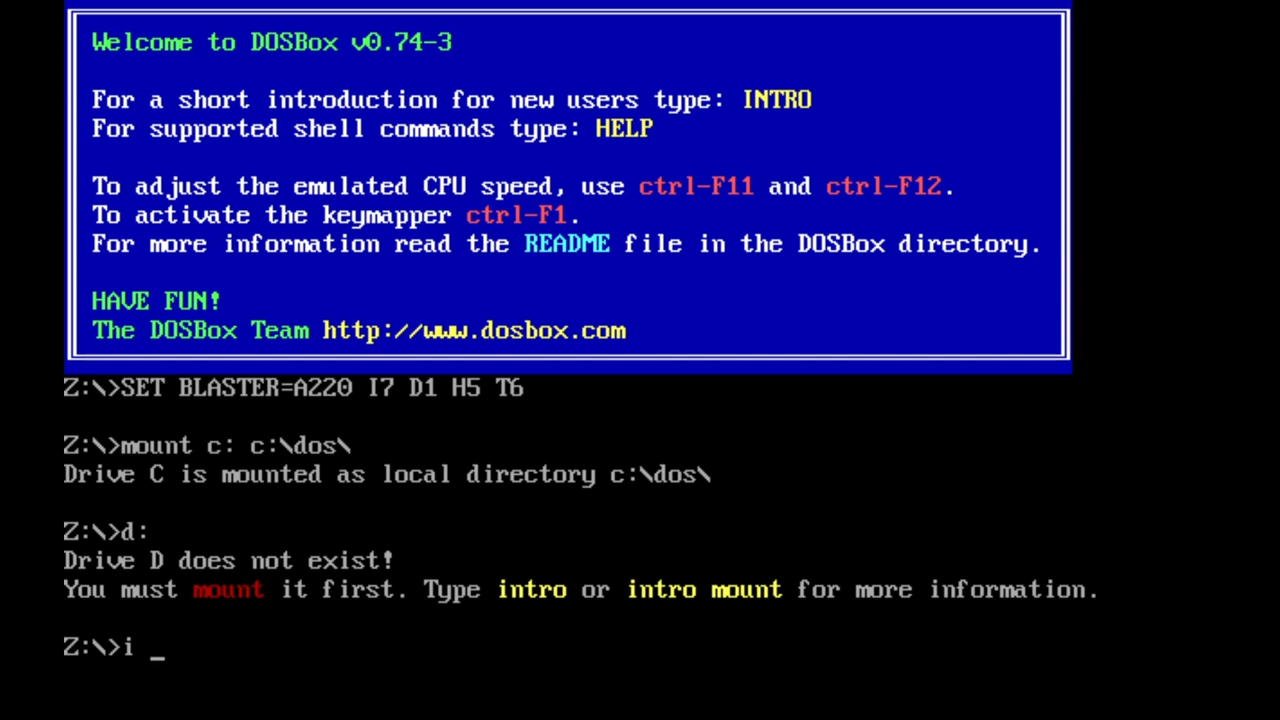 Welcome to DOSBox v0.74-3
For a short introduction for new users type: INTRO
For supported shell commands type: HELP
To adjust the emulated CPU speed, use ctrl-F11 and ctrl-F12.
To activate the keymapper ctrl-F1.
For more information read the README file in the DOSBox directory.
HAVE FUN!
The DOSBox Team http://www.dosbox.com
Z:\>SET BLASTER=A220 I7 D1 H5 T6
Z:\>mount c: c:\dos\
Drive C is mounted as local directory c:\dos\
Z:\>d:
Drive D does not exist!
You must mount it first. Type intro or intro mount for more information.
Z:\>i _